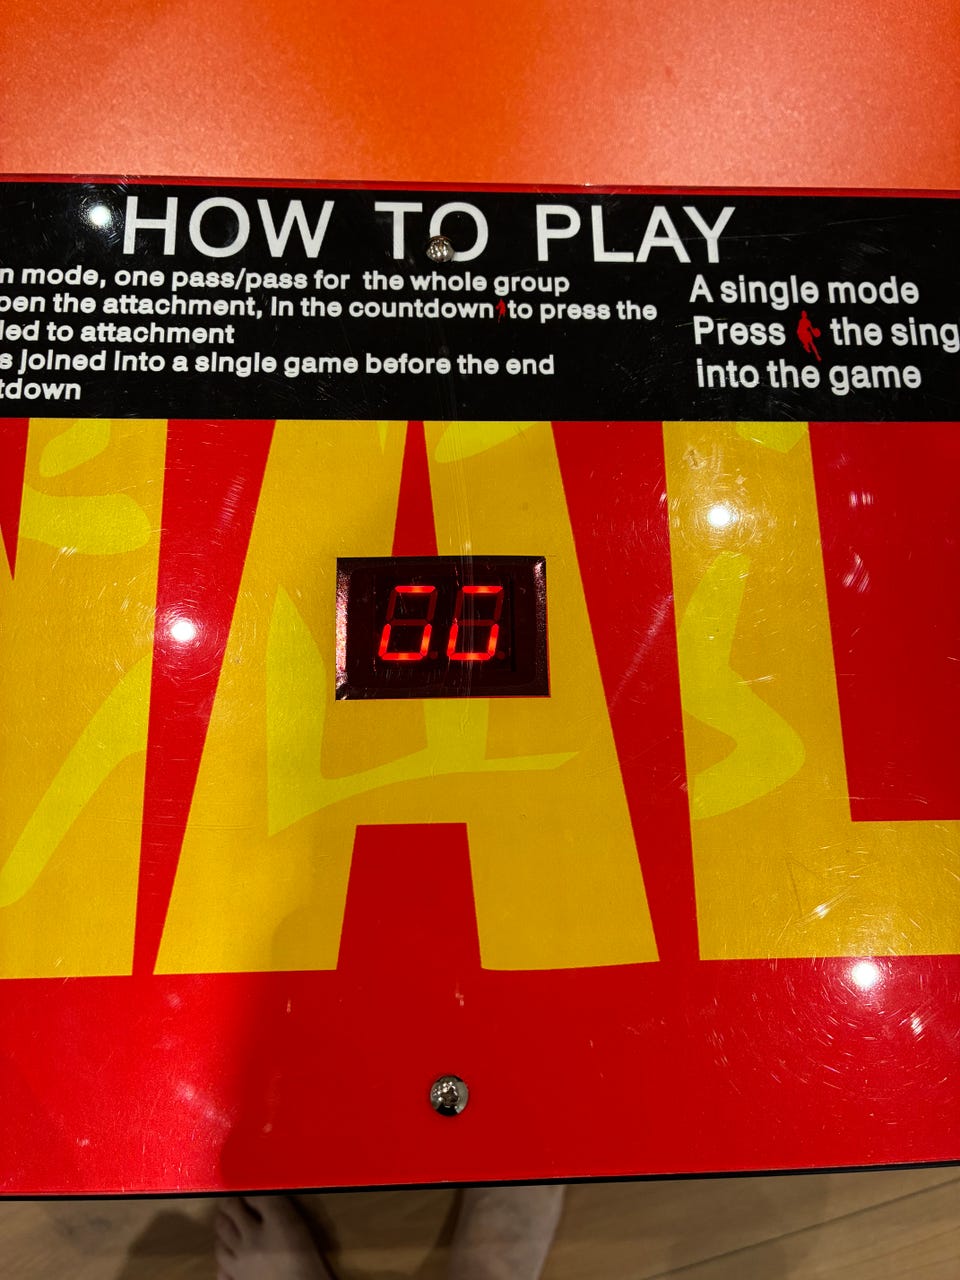 HOW TO PLAY
n mode, one pass/pass for the whole group
pen the attachment, In the countdown to press the
led to attachment
s joined into a single game before the end
tdown
A single mode
Press the sing
into the game
AL